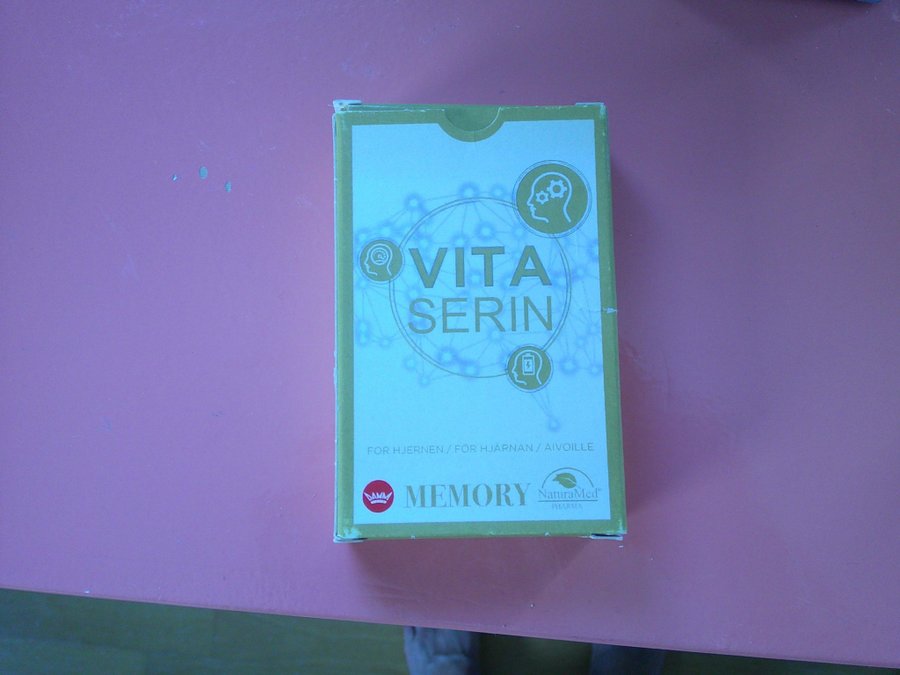 VITA
SERIN
FOR HJERNEN / FÖR HJÄRNAN / AIVOILLE
MEMORY
NaturaMed®
PHARMA